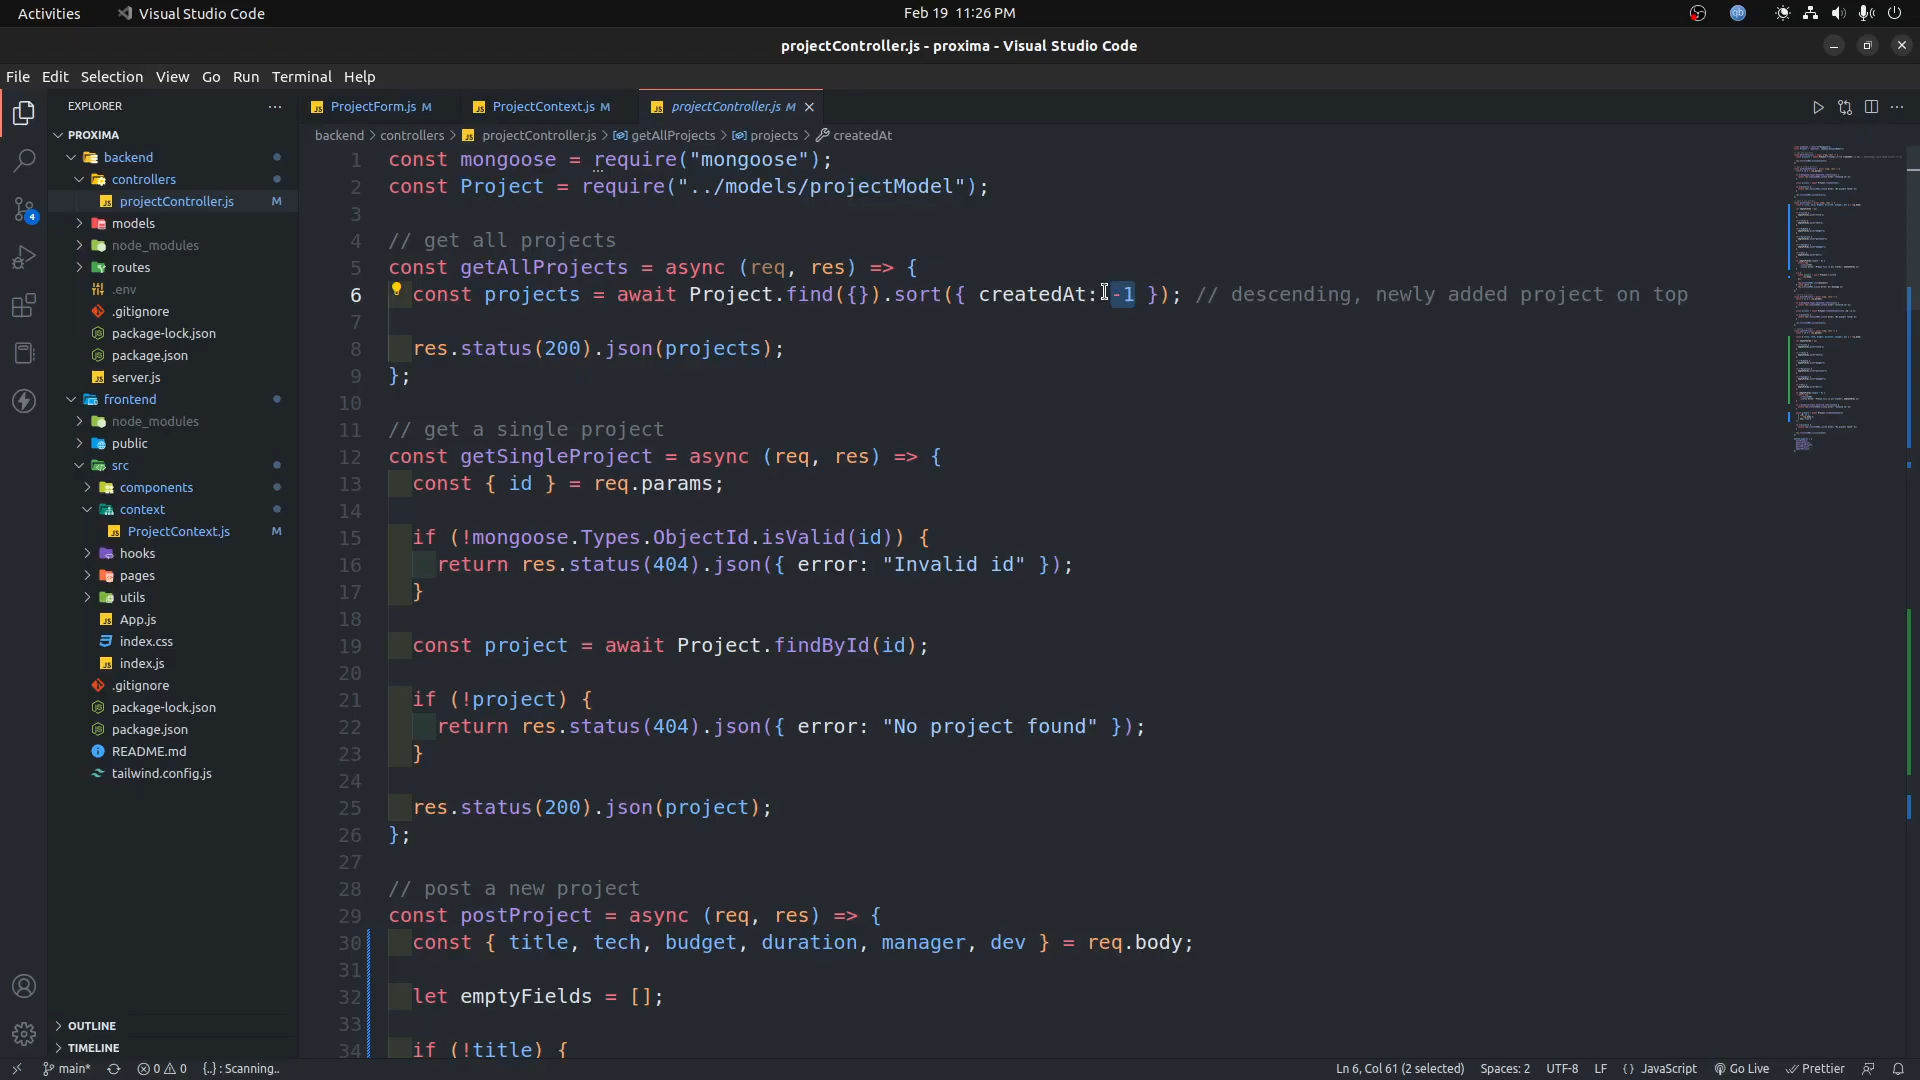 Activities
Visual Studio Code
Feb 19 11:26 PM
projectController.js - proxima - Visual Studio Code
File Edit Selection View Go Run Terminal Help
EXPLORER
PROXIMA
backend
controllers
projectController.js M
models
node_modules
routes
.env
.gitignore
package-lock.json
package.json
server.js
frontend
node_modules
public
src
components
context
ProjectContext.js M
hooks
pages
utils
App.js
index.css
index.js
.gitignore
package-lock.json
package.json
README.md
tailwind.config.js
OUTLINE
TIMELINE
4
ProjectForm.js M
ProjectContext.js M
projectController.js M
backend > controllers > projectController.js > getAllProjects > projects > createdAt
1 const mongoose = require("mongoose");
2 const Project = require("../models/projectModel");
3
4 // get all projects
5 const getAllProjects = async (req, res) => {
6 const projects = await Project.find({}).sort({ createdAt: -1 }); // descending, newly added project on top
7
8 res.status(200).json(projects);
9 };
10
11 // get a single project
12 const getSingleProject = async (req, res) => {
13 const { id } = req.params;
14
15 if (!mongoose.Types.ObjectId.isValid(id)) {
16 return res.status(404).json({ error: "Invalid id" });
17 }
18
19 const project = await Project.findById(id);
20
21 if (!project) {
22 return res.status(404).json({ error: "No project found" });
23 }
24
25 res.status(200).json(project);
26 };
27
28 // post a new project
29 const postProject = async (req, res) => {
30 const { title, tech, budget, duration, manager, dev } = req.body;
31
32 let emptyFields = [];
33
34 if (!title) {
main* 0 0 {..} : Scanning..
Ln 6, Col 61 (2 selected) Spaces: 2 UTF-8 LF {} JavaScript Go Live Prettier